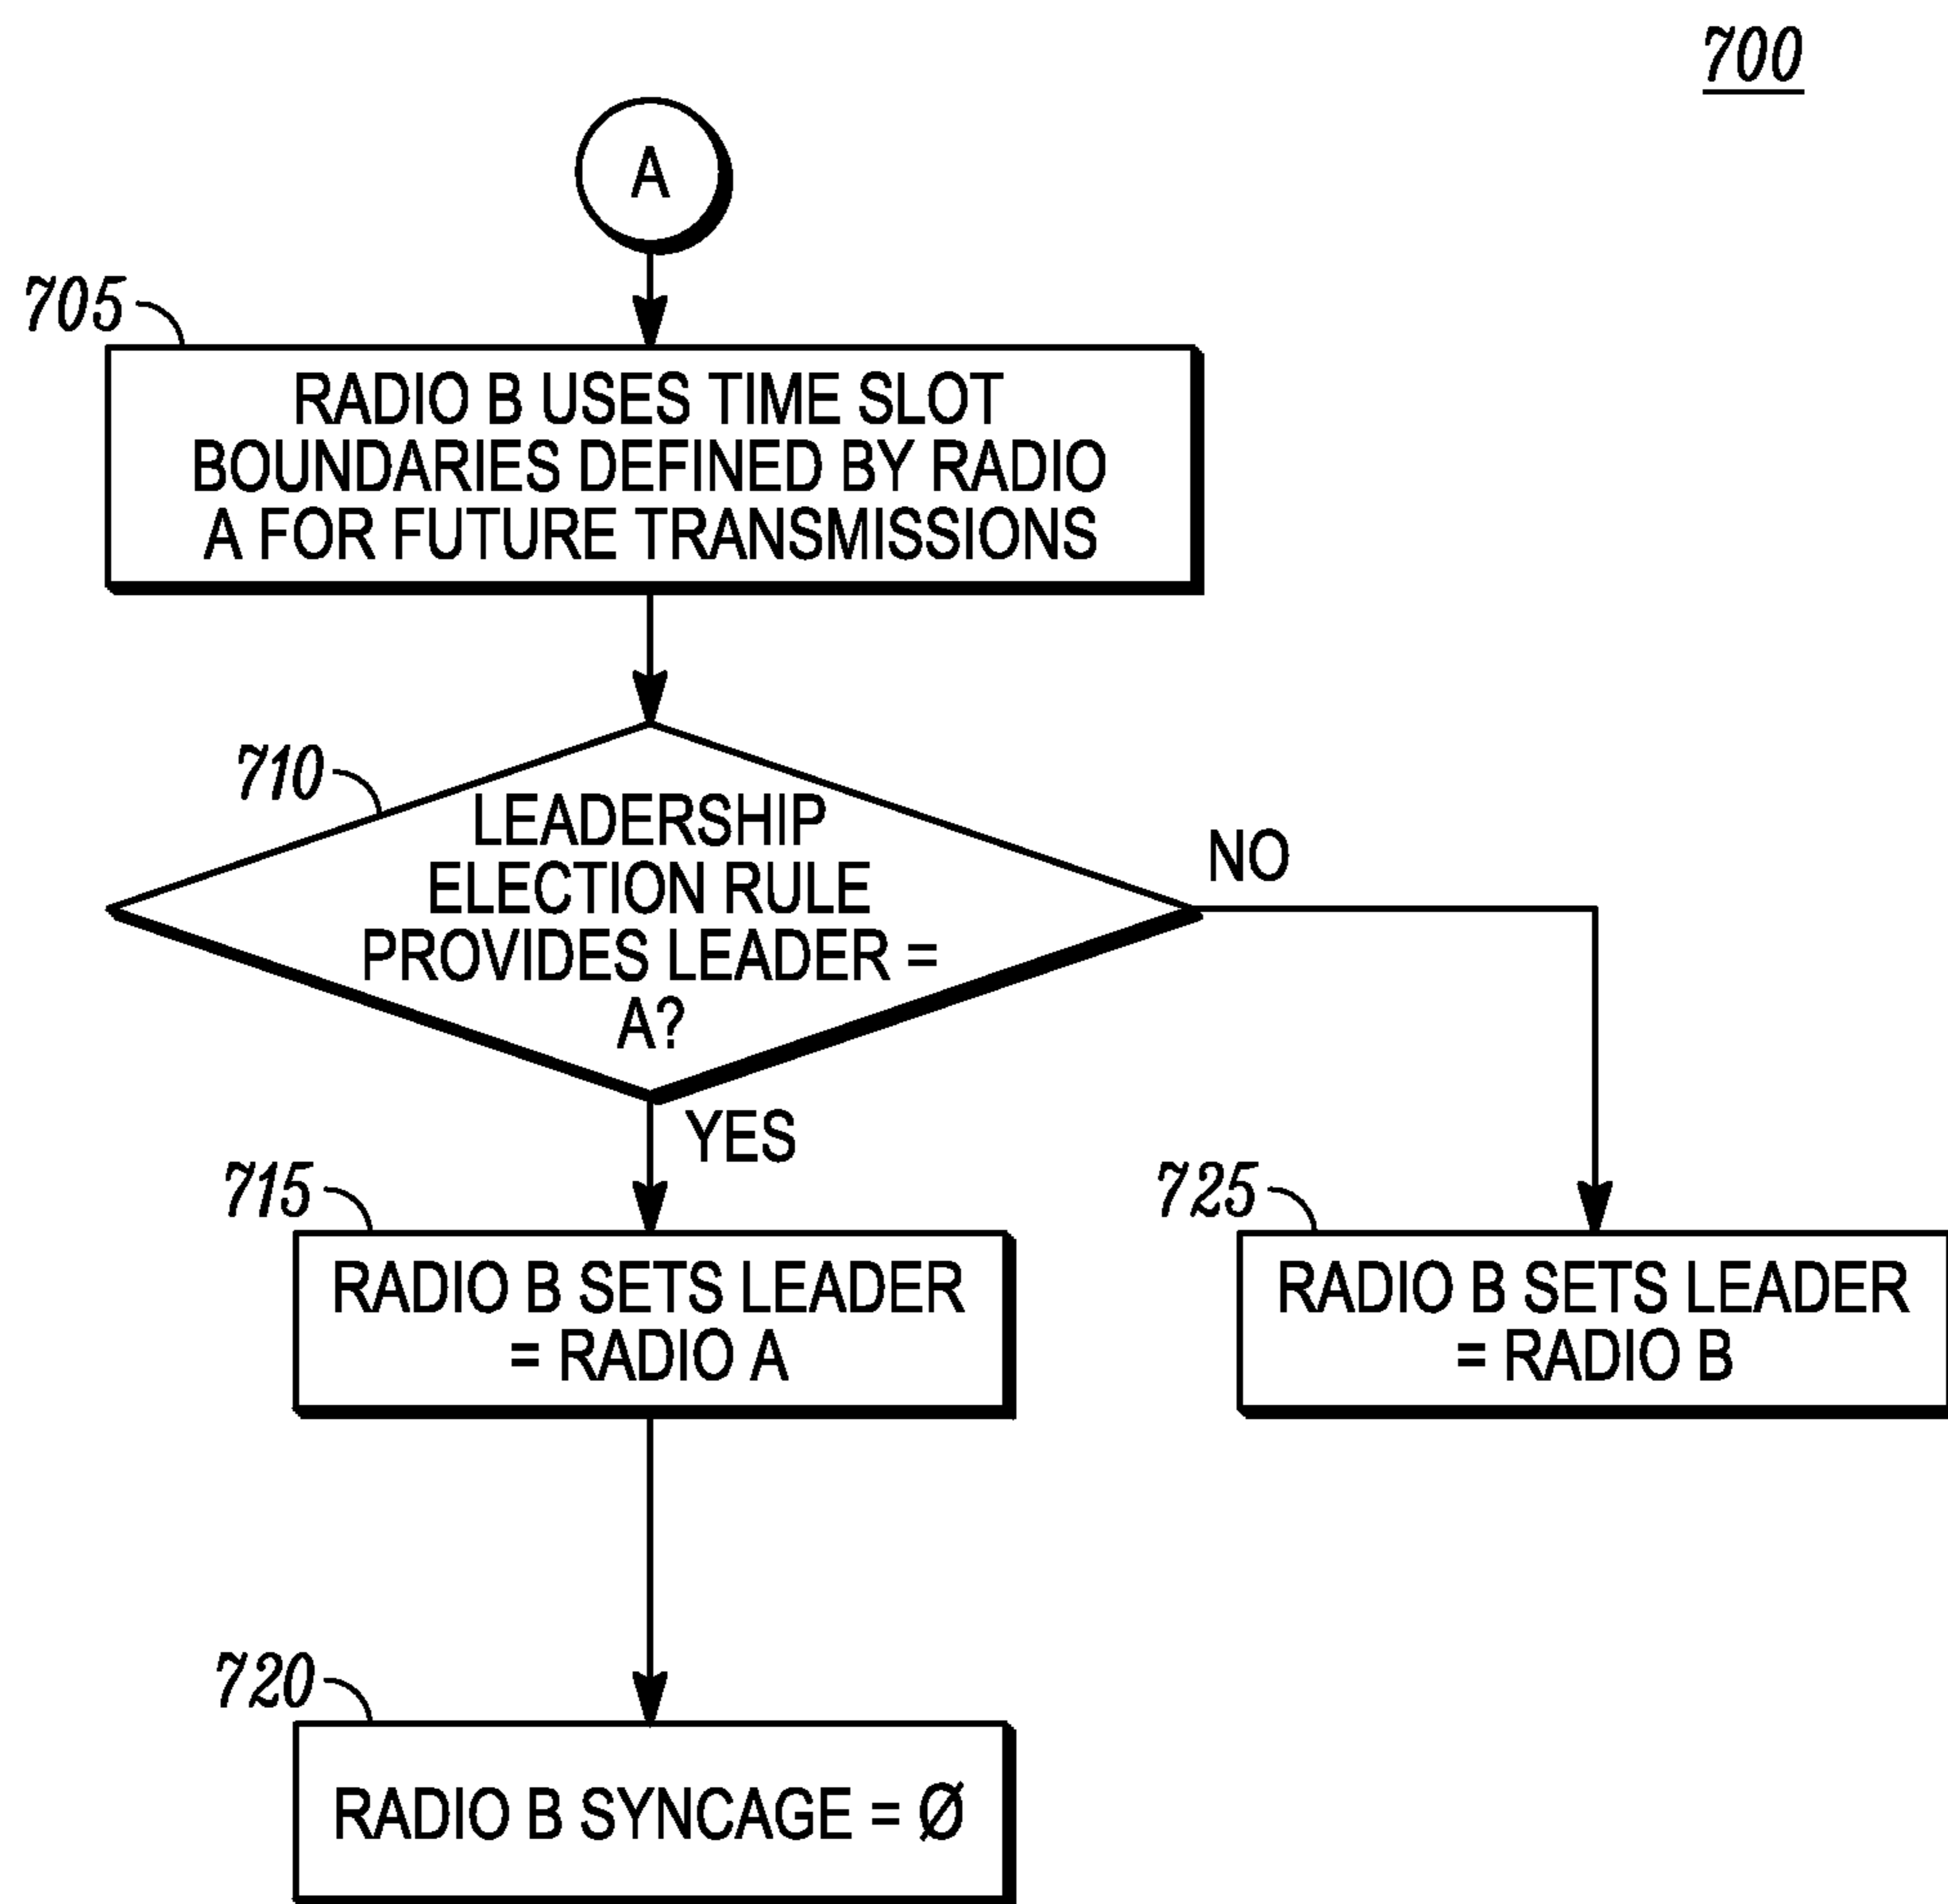 700
A
705
RADIO B USES TIME SLOT
BOUNDARIES DEFINED BY RADIO
A FOR FUTURE TRANSMISSIONS
710
LEADERSHIP
ELECTION RULE
PROVIDES LEADER =
A?
NO
YES
715
RADIO B SETS LEADER
= RADIO A
725
RADIO B SETS LEADER
= RADIO B
720
RADIO B SYNCAGE = Ø